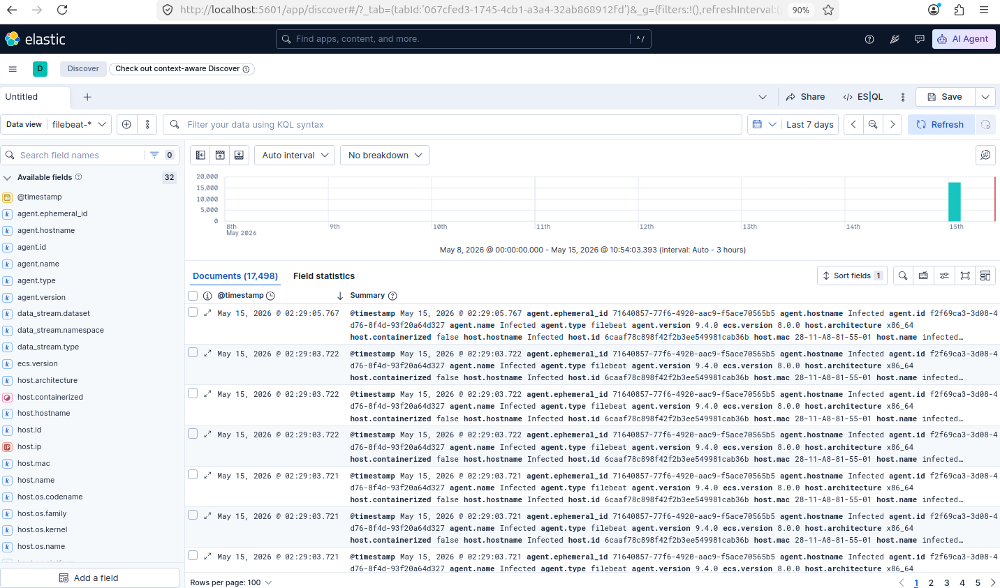 http://localhost:5601/app/discover#/?_tab=(tabId:'067cfed3-1745-4cb1-a3a4-32ab868912fd')&_g=(filters:!(),refreshInterval:( 90%
elastic Find apps, content, and more. ^/ AI Agent
D Discover Check out context-aware Discover
Untitled Share ES|QL Save
Data view filebeat-* Filter your data using KQL syntax Last 7 days Refresh
Search field names 0 Auto interval No breakdown
Available fields 32
@timestamp
agent.ephemeral_id
agent.hostname
agent.id
agent.name
agent.type
agent.version
data_stream.dataset
data_stream.namespace
data_stream.type
ecs.version
host.architecture
host.containerized
host.hostname
host.id
host.ip
host.mac
host.name
host.os.codename
host.os.family
host.os.kernel
host.os.name
host.os.platform
Add a field
20,000
15,000
10,000
5,000
0
8th 9th 10th 11th 12th 13th 14th 15th
May 2026
May 8, 2026 @ 00:00:00.000 - May 15, 2026 @ 10:54:03.393 (interval: Auto - 3 hours)
Documents (17,498) Field statistics Sort fields 1
@timestamp Summary
May 15, 2026 @ 02:29:05.767 @timestamp May 15, 2026 @ 02:29:05.767 agent.ephemeral_id 71640857-77f6-4920-aac9-f5ace70565b5 agent.hostname Infected agent.id f2f69ca3-3d08-4
d76-8f4d-93f20a64d327 agent.name Infected agent.type filebeat agent.version 9.4.0 ecs.version 8.0.0 host.architecture x86_64
host.containerized false host.hostname Infected host.id 6caaf78c898f42f2b3ee549981cab36b host.mac 28-11-A8-81-55-01 host.name infected…
May 15, 2026 @ 02:29:03.722 @timestamp May 15, 2026 @ 02:29:03.722 agent.ephemeral_id 71640857-77f6-4920-aac9-f5ace70565b5 agent.hostname Infected agent.id f2f69ca3-3d08-4
d76-8f4d-93f20a64d327 agent.name Infected agent.type filebeat agent.version 9.4.0 ecs.version 8.0.0 host.architecture x86_64
host.containerized false host.hostname Infected host.id 6caaf78c898f42f2b3ee549981cab36b host.mac 28-11-A8-81-55-01 host.name infected…
May 15, 2026 @ 02:29:03.722 @timestamp May 15, 2026 @ 02:29:03.722 agent.ephemeral_id 71640857-77f6-4920-aac9-f5ace70565b5 agent.hostname Infected agent.id f2f69ca3-3d08-4
d76-8f4d-93f20a64d327 agent.name Infected agent.type filebeat agent.version 9.4.0 ecs.version 8.0.0 host.architecture x86_64
host.containerized false host.hostname Infected host.id 6caaf78c898f42f2b3ee549981cab36b host.mac 28-11-A8-81-55-01 host.name infected…
May 15, 2026 @ 02:29:03.722 @timestamp May 15, 2026 @ 02:29:03.722 agent.ephemeral_id 71640857-77f6-4920-aac9-f5ace70565b5 agent.hostname Infected agent.id f2f69ca3-3d08-4
d76-8f4d-93f20a64d327 agent.name Infected agent.type filebeat agent.version 9.4.0 ecs.version 8.0.0 host.architecture x86_64
host.containerized false host.hostname Infected host.id 6caaf78c898f42f2b3ee549981cab36b host.mac 28-11-A8-81-55-01 host.name infected…
May 15, 2026 @ 02:29:03.721 @timestamp May 15, 2026 @ 02:29:03.721 agent.ephemeral_id 71640857-77f6-4920-aac9-f5ace70565b5 agent.hostname Infected agent.id f2f69ca3-3d08-4
d76-8f4d-93f20a64d327 agent.name Infected agent.type filebeat agent.version 9.4.0 ecs.version 8.0.0 host.architecture x86_64
host.containerized false host.hostname Infected host.id 6caaf78c898f42f2b3ee549981cab36b host.mac 28-11-A8-81-55-01 host.name infected…
May 15, 2026 @ 02:29:03.721 @timestamp May 15, 2026 @ 02:29:03.721 agent.ephemeral_id 71640857-77f6-4920-aac9-f5ace70565b5 agent.hostname Infected agent.id f2f69ca3-3d08-4
d76-8f4d-93f20a64d327 agent.name Infected agent.type filebeat agent.version 9.4.0 ecs.version 8.0.0 host.architecture x86_64
host.containerized false host.hostname Infected host.id 6caaf78c898f42f2b3ee549981cab36b host.mac 28-11-A8-81-55-01 host.name infected…
May 15, 2026 @ 02:29:03.721 @timestamp May 15, 2026 @ 02:29:03.721 agent.ephemeral_id 71640857-77f6-4920-aac9-f5ace70565b5 agent.hostname Infected agent.id f2f69ca3-3d08-4
d76-8f4d-93f20a64d327 agent.name Infected agent.type filebeat agent.version 9.4.0 ecs.version 8.0.0 host.architecture x86_64
Rows per page: 100 1 2 3 4 5